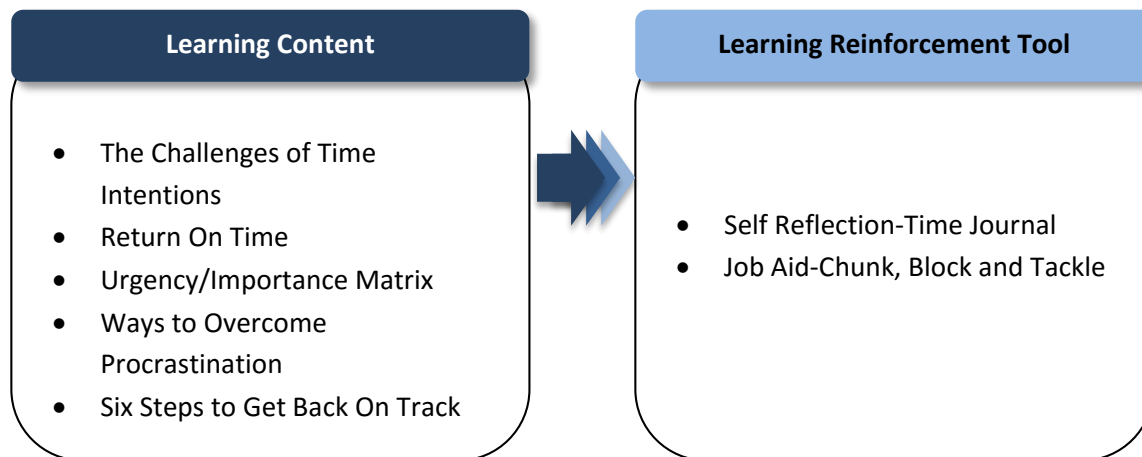 Learning Content
• The Challenges of Time
Intentions
• Return On Time
• Urgency/Importance Matrix
• Ways to Overcome
Procrastination
• Six Steps to Get Back On Track
Learning Reinforcement Tool
• Self Reflection-Time Journal
• Job Aid-Chunk, Block and Tackle